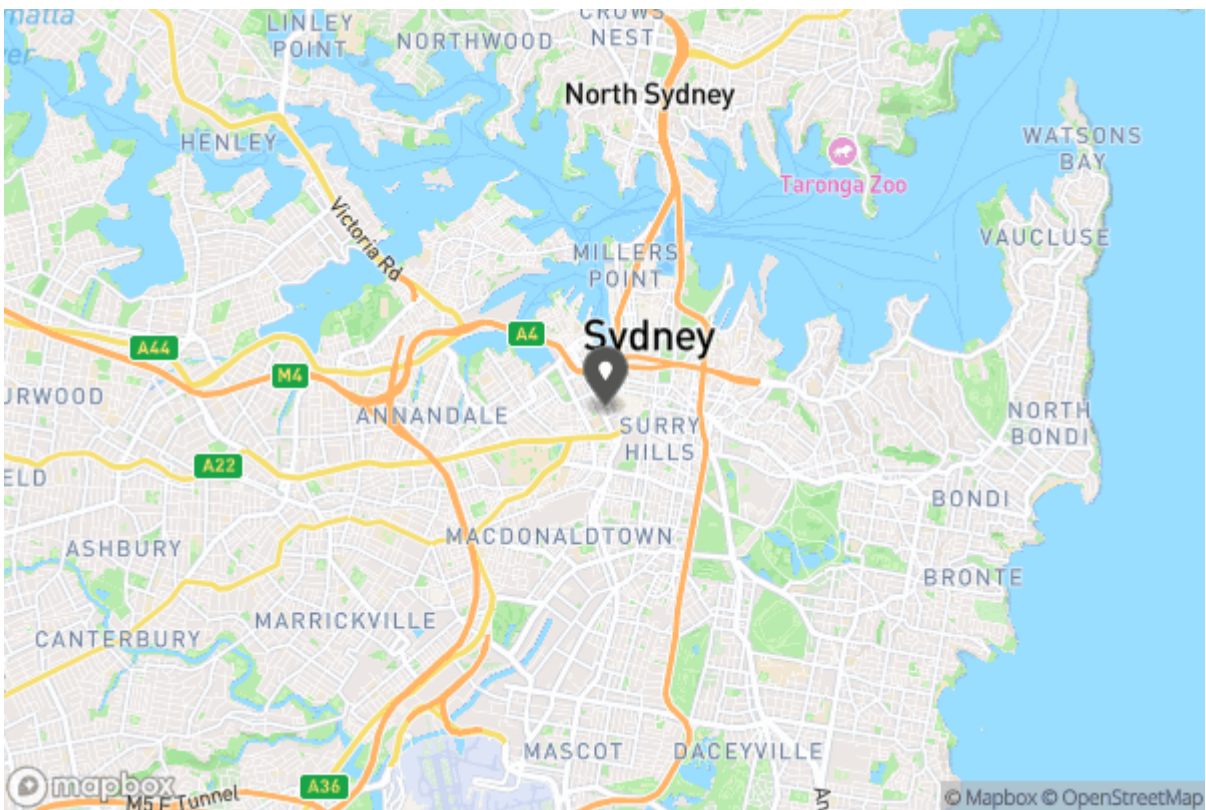 CROWS
NEST
LINLEY
POINT
NORTHWOOD
North Sydney
HENLEY
WATSONS
BAY
Taronga Zoo
Victoria Rd
VAUCLUSE
MILLERS
POINT
Sydney
A4
A44
M4
ANNANDALE
SURRY
HILLS
NORTH
BONDI
A22
BONDI
MACDONALDTOWN
ASHBURY
BRONTE
MARRICKVILLE
CANTERBURY
MASCOT
DACEYVILLE
A36
mapbox
M5 E Tunnel
© Mapbox © OpenStreetMap